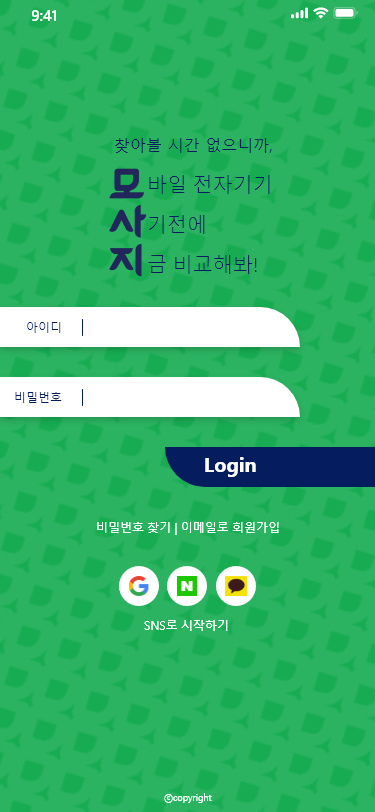 9:41
찾아볼 시간 없으니까,
모바일 전자기기
사기전에
지금 비교해봐!
아이디
비밀번호
Login
비밀번호 찾기 | 이메일로 회원가입
G N
SNS로 시작하기
©copyright